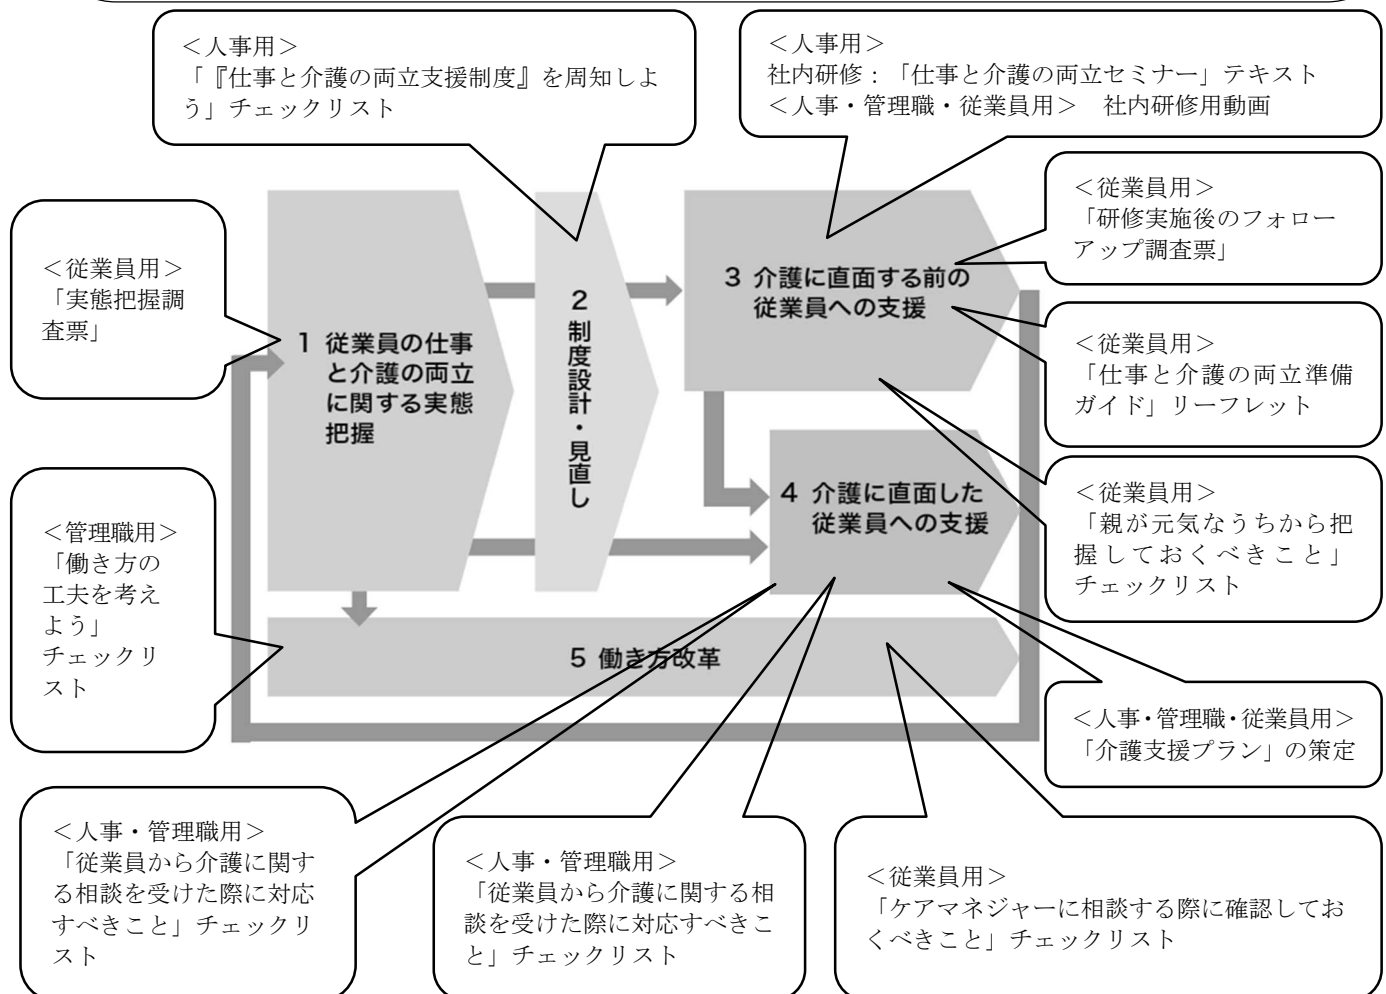 ＜人事用＞
「『仕事と介護の両立支援制度』を周知しよ
う」チェックリスト
＜人事用＞
社内研修：「仕事と介護の両立セミナー」テキスト
＜人事・管理職・従業員用＞　社内研修用動画
＜従業員用＞
「実態把握調
査票」
1 従業員の仕事
と介護の両立
に関する実態
把握
2 制度設計・見直し
3 介護に直面する前の
従業員への支援
＜従業員用＞
「研修実施後のフォロー
アップ調査票」
＜従業員用＞
「仕事と介護の両立準備
ガイド」リーフレット
＜管理職用＞
「働き方の
工夫を考え
よう」
チェックリ
スト
4 介護に直面した
従業員への支援
＜従業員用＞
「親が元気なうちから把
握しておくべきこと」
チェックリスト
5 働き方改革
＜人事・管理職・従業員用＞
「介護支援プラン」の策定
＜人事・管理職用＞
「従業員から介護に関す
る相談を受けた際に対応
すべきこと」チェックリ
スト
＜人事・管理職用＞
「従業員から介護に関する相
談を受けた際に対応すべきこ
と」チェックリスト
＜従業員用＞
「ケアマネジャーに相談する際に確認してお
くべきこと」チェックリスト